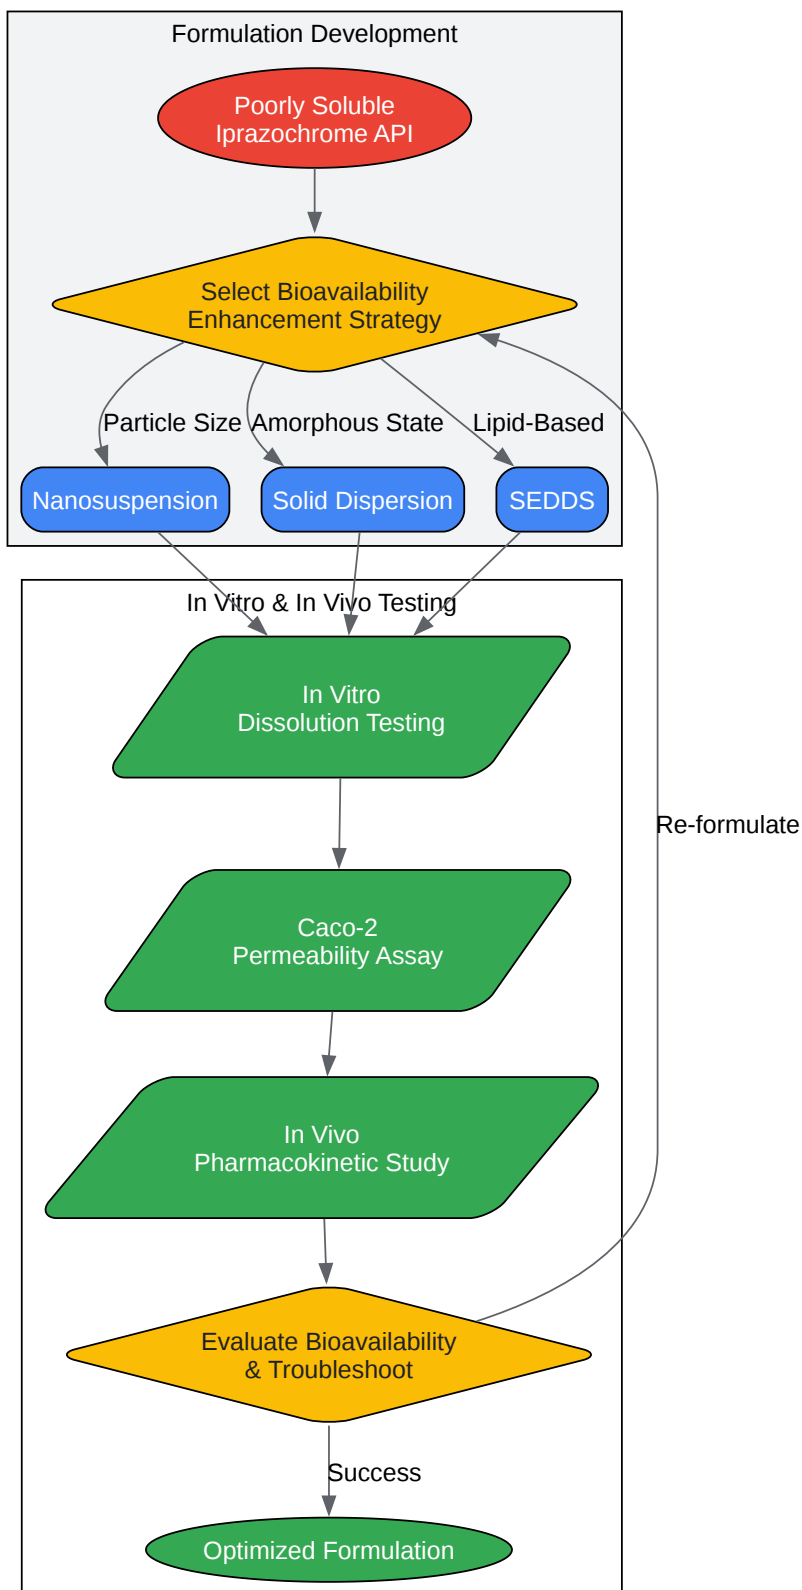 Formulation Development
Poorly Soluble
Iprazochrome API
Select Bioavailability
Enhancement Strategy
Particle Size
Amorphous State
Lipid-Based
Nanosuspension
Solid Dispersion
SEDDS
In Vitro & In Vivo Testing
In Vitro
Dissolution Testing
Re-formulate
Caco-2
Permeability Assay
In Vivo
Pharmacokinetic Study
Evaluate Bioavailability
& Troubleshoot
Success
Optimized Formulation